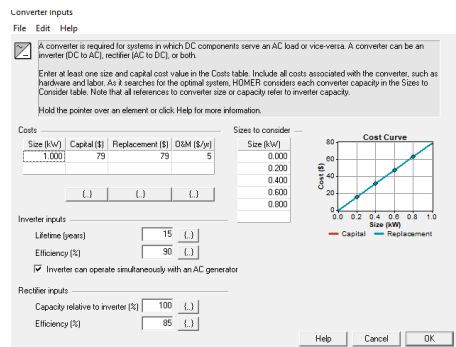 Converter Inputs
File Edit Help
A converter is required for systems in which DC components serve an AC load or vice-versa. A converter can be an
inverter (DC to AC), rectifier (AC to DC), or both.
Enter at least one size and capital cost value in the Costs table. Include all costs associated with the converter, such as
hardware and labor. As it searches for the optimal system, HOMER considers each converter capacity in the Sizes to
Consider table. Note that all references to converter size or capacity refer to inverter capacity.
Hold the pointer over an element or click Help for more information.
Costs
Size (kW) Capital ($) Replacement ($) O&M ($/yr)
1.000 79 79 5
{..} {..} {..}
Sizes to consider
Size (kW)
0.000
0.200
0.400
0.600
0.800
Cost Curve
80
60
40
20
0
Cost ($)
0.0 0.2 0.4 0.6 0.8 1.0
Size (kW)
Capital Replacement
Inverter inputs
Lifetime (years) 15 {..}
Efficiency (%) 90 {..}
Inverter can operate simultaneously with an AC generator
Rectifier inputs
Capacity relative to inverter (%) 100 {..}
Efficiency (%) 85 {..}
Help Cancel OK